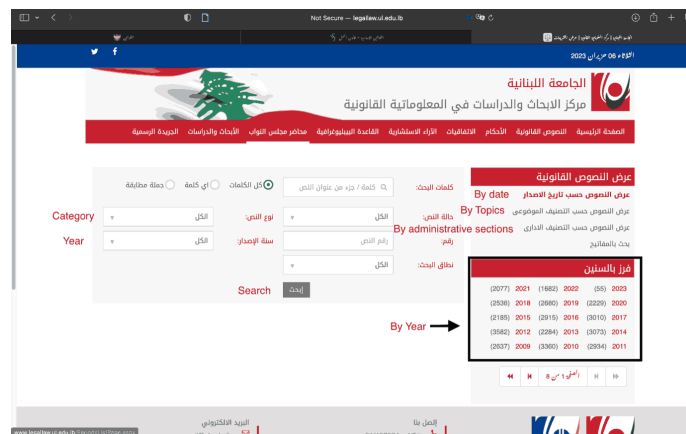 Not Secure — legallaw.ul.edu.lb
الثلاثاء 06 حزيران 2023
الجامعة اللبنانية
مركز الابحاث والدراسات في المعلوماتية القانونية
الصفحة الرئيسية النصوص القانونية الأحكام الاتفاقيات الآراء الاستشارية القاعدة الببليوغرافية محاضر مجلس النواب الأبحاث والدراسات الجريدة الرسمية
عرض النصوص القانونية
عرض النصوص حسب تاريخ الاصدار By date
عرض النصوص حسب التصنيف الموضوعي By Topics
عرض النصوص حسب التصنيف الاداري By administrative sections
بحث بالمفاتيح
كلمات البحث: كلمة / جزء من عنوان النص كل الكلمات اي كلمة جملة مطابقة
حالة النص: الكل نوع النص: الكل Category
رقم: رقم النص سنة الإصدار: الكل Year
نطاق البحث: الكل
إبحث Search
فرز بالسنين
By Year
2023 (55) 2022 (1682) 2021 (2077)
2020 (2229) 2019 (2680) 2018 (2536)
2017 (3010) 2016 (2915) 2015 (2185)
2014 (3073) 2013 (2284) 2012 (3582)
2011 (2934) 2010 (3360) 2009 (2637)
الصفحة 1 من 8
إتصل بنا
البريد الالكتروني